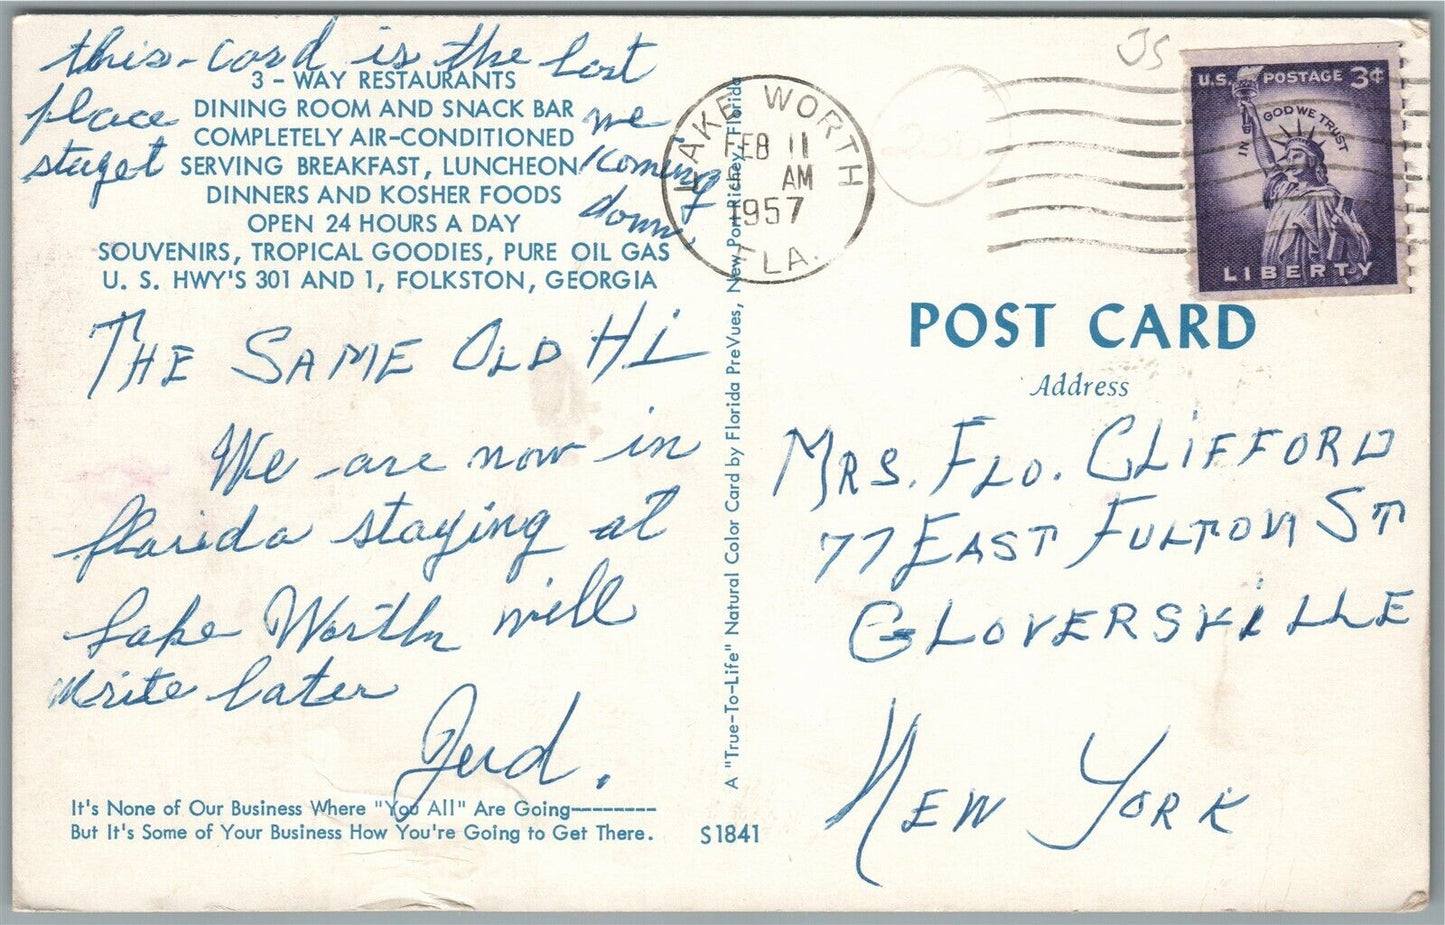 this-card is the last
place we
stayet coming
down.
3 - WAY RESTAURANTS
DINING ROOM AND SNACK BAR
COMPLETELY AIR-CONDITIONED
SERVING BREAKFAST, LUNCHEON
DINNERS AND KOSHER FOODS
OPEN 24 HOURS A DAY
SOUVENIRS, TROPICAL GOODIES, PURE OIL GAS
U. S. HWY'S 301 AND 1, FOLKSTON, GEORGIA
THE SAME OLD HI
We are now in
florida staying at
Lake Worth will
write later
It's None of Our Business Where "You All" Are Going--------
But It's Some of Your Business How You're Going to Get There.
S1841
A "True-To-Life" Natural Color Card by Florida PreVues, New Port Richey, Florida
LAKE WORTH
FEB 11
AM
1957
FLA.
JS
U.S. POSTAGE 3¢
IN GOD WE TRUST
LIBERTY
POST CARD
Address
MRS. FLO. CLIFFORD
77 EAST FULTON ST
GLOVERSVILLE
NEW YORK